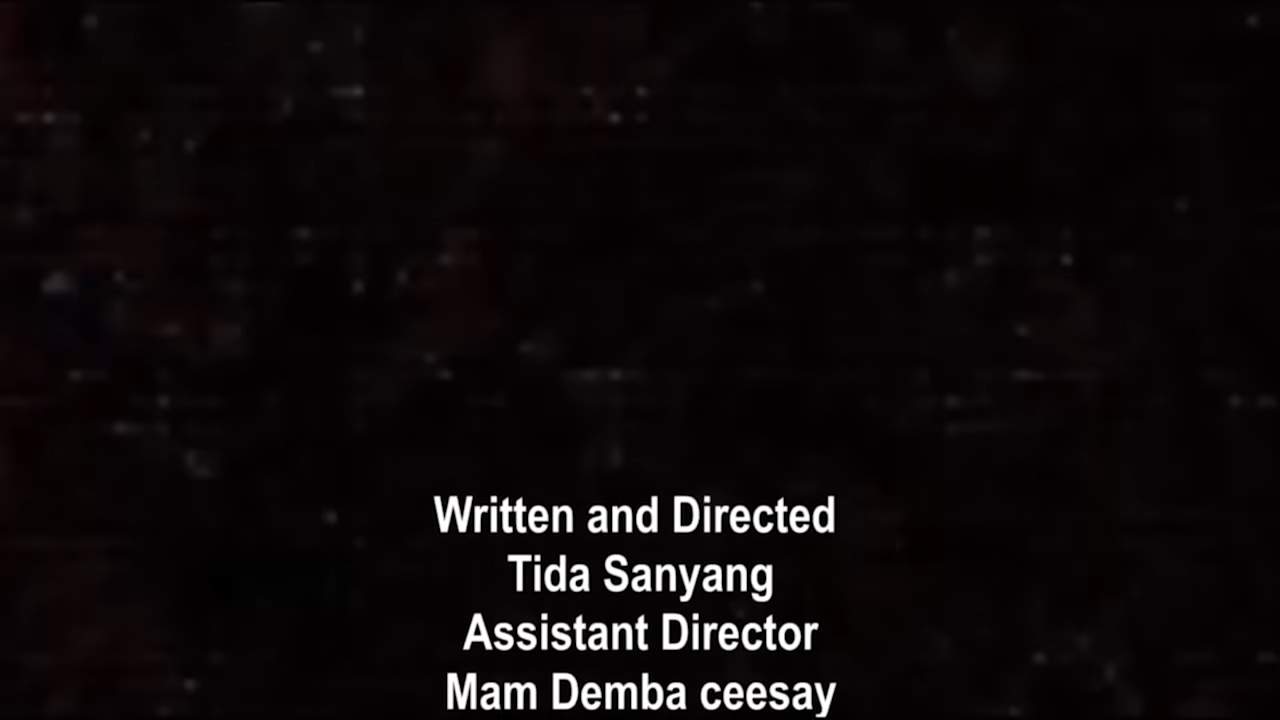 Written and Directed
Tida Sanyang
Assistant Director
Mam Demba ceesay